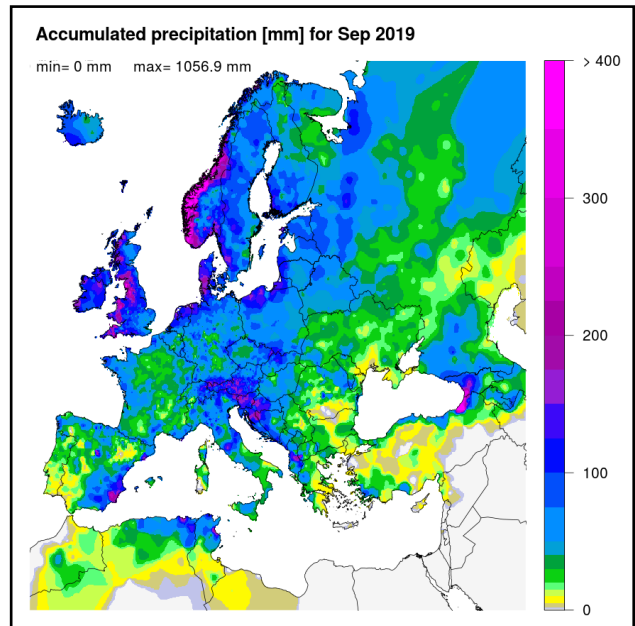 Accumulated precipitation [mm] for Sep 2019
min= 0 mm max= 1056.9 mm
> 400
300
200
100
0